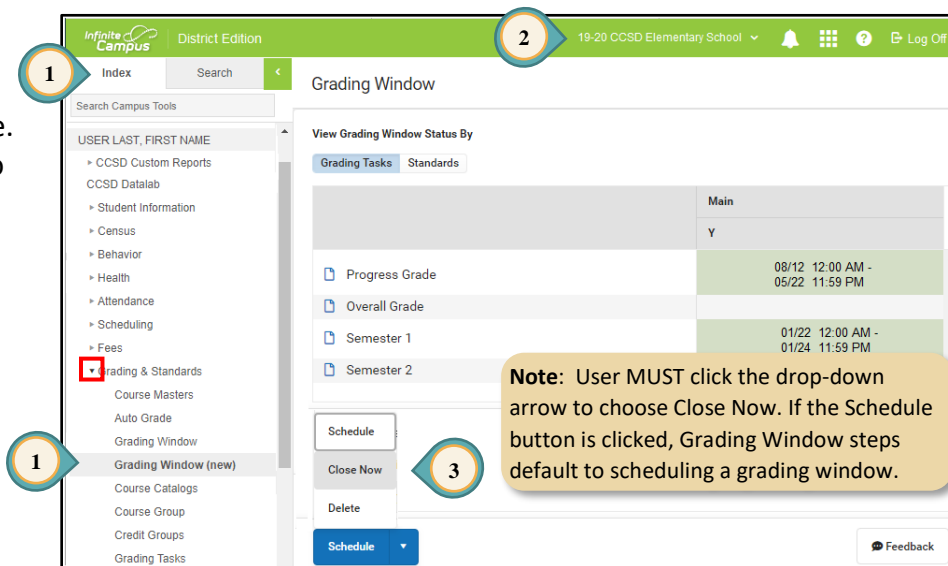 Infinite Campus District Edition 2 19-20 CCSD Elementary School ? Log Off
1 Index Search
Search Campus Tools
e.
USER LAST, FIRST NAME
CCSD Custom Reports
CCSD Datalab
Student Information
Census
Behavior
Health
Attendance
Scheduling
Fees
Grading & Standards
Course Masters
Auto Grade
Grading Window
1 Grading Window (new)
Course Catalogs
Course Group
Credit Groups
Grading Tasks
Grading Window
View Grading Window Status By
Grading Tasks Standards
Main
Y
Progress Grade 08/12 12:00 AM -
05/22 11:59 PM
Overall Grade
Semester 1 01/22 12:00 AM -
01/24 11:59 PM
Semester 2
Note: User MUST click the drop-down
arrow to choose Close Now. If the Schedule
button is clicked, Grading Window steps
default to scheduling a grading window.
Schedule
Close Now 3
Delete
Schedule
Feedback